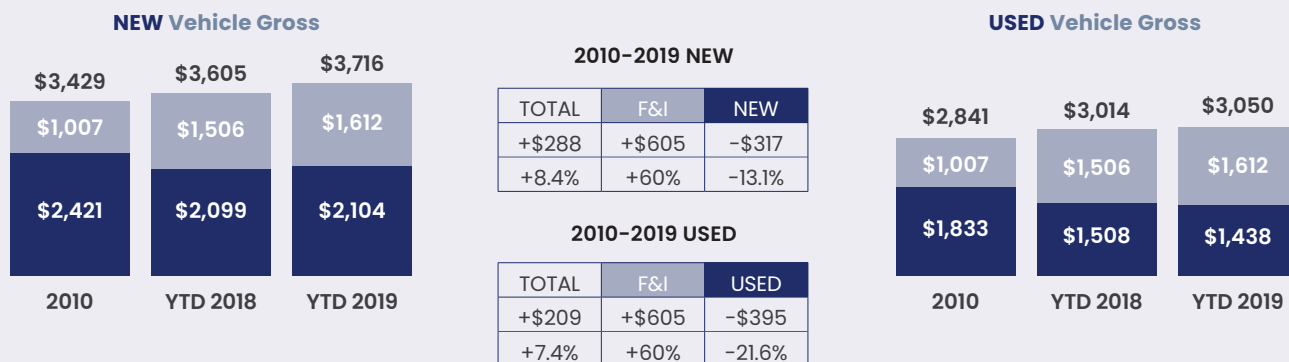 NEW Vehicle Gross
$3,429
$3,605
$3,716
$1,007
$1,506
$1,612
$2,421
$2,099
$2,104
2010
YTD 2018
YTD 2019
2010-2019 NEW
TOTAL F&I NEW
+$288 +$605 -$317
+8.4% +60% -13.1%
2010-2019 USED
TOTAL F&I USED
+$209 +$605 -$395
+7.4% +60% -21.6%
USED Vehicle Gross
$2,841
$3,014
$3,050
$1,007
$1,506
$1,612
$1,833
$1,508
$1,438
2010
YTD 2018
YTD 2019